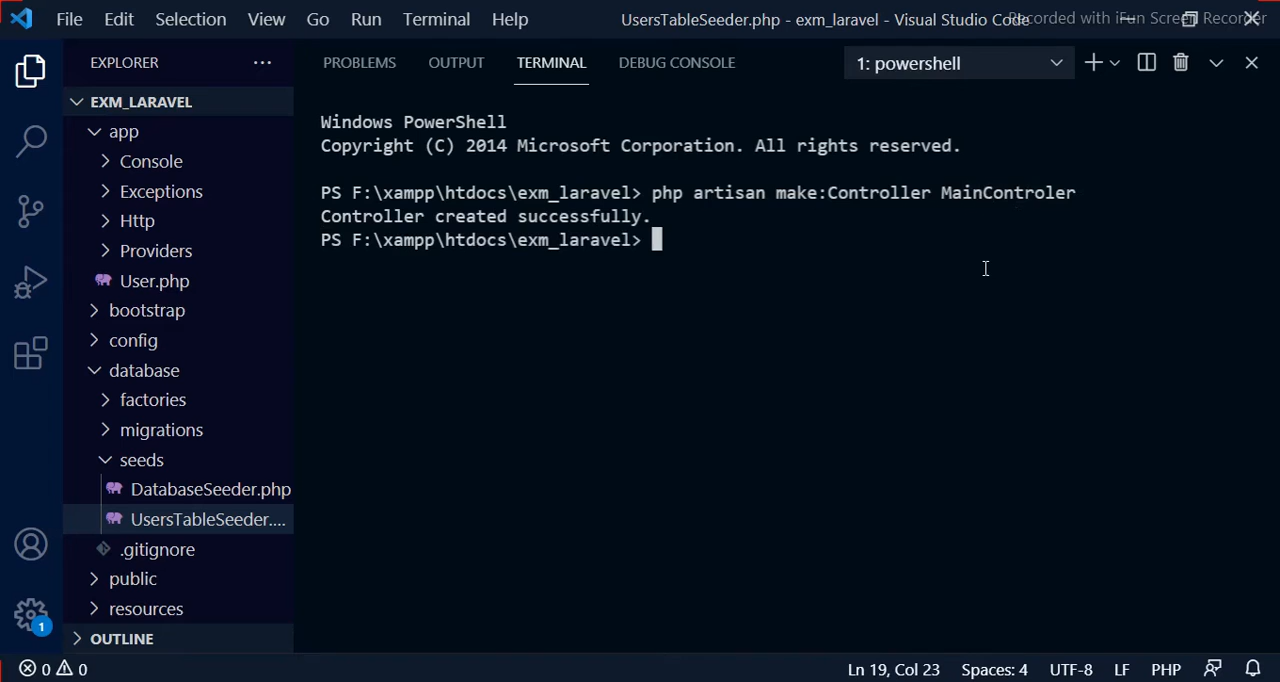 File Edit Selection View Go Run Terminal Help UsersTableSeeder.php - exm_laravel - Visual Studio Code
Recorded with iFun Screen Recorder
EXPLORER ...
PROBLEMS OUTPUT TERMINAL DEBUG CONSOLE 1: powershell
EXM_LARAVEL
app
Console
Exceptions
Http
Providers
User.php
bootstrap
config
database
factories
migrations
seeds
DatabaseSeeder.php
UsersTableSeeder....
.gitignore
public
resources
OUTLINE
Windows PowerShell
Copyright (C) 2014 Microsoft Corporation. All rights reserved.
PS F:\xampp\htdocs\exm_laravel> php artisan make:Controller MainControler
Controller created successfully.
PS F:\xampp\htdocs\exm_laravel>
1
0 0 Ln 19, Col 23 Spaces: 4 UTF-8 LF PHP